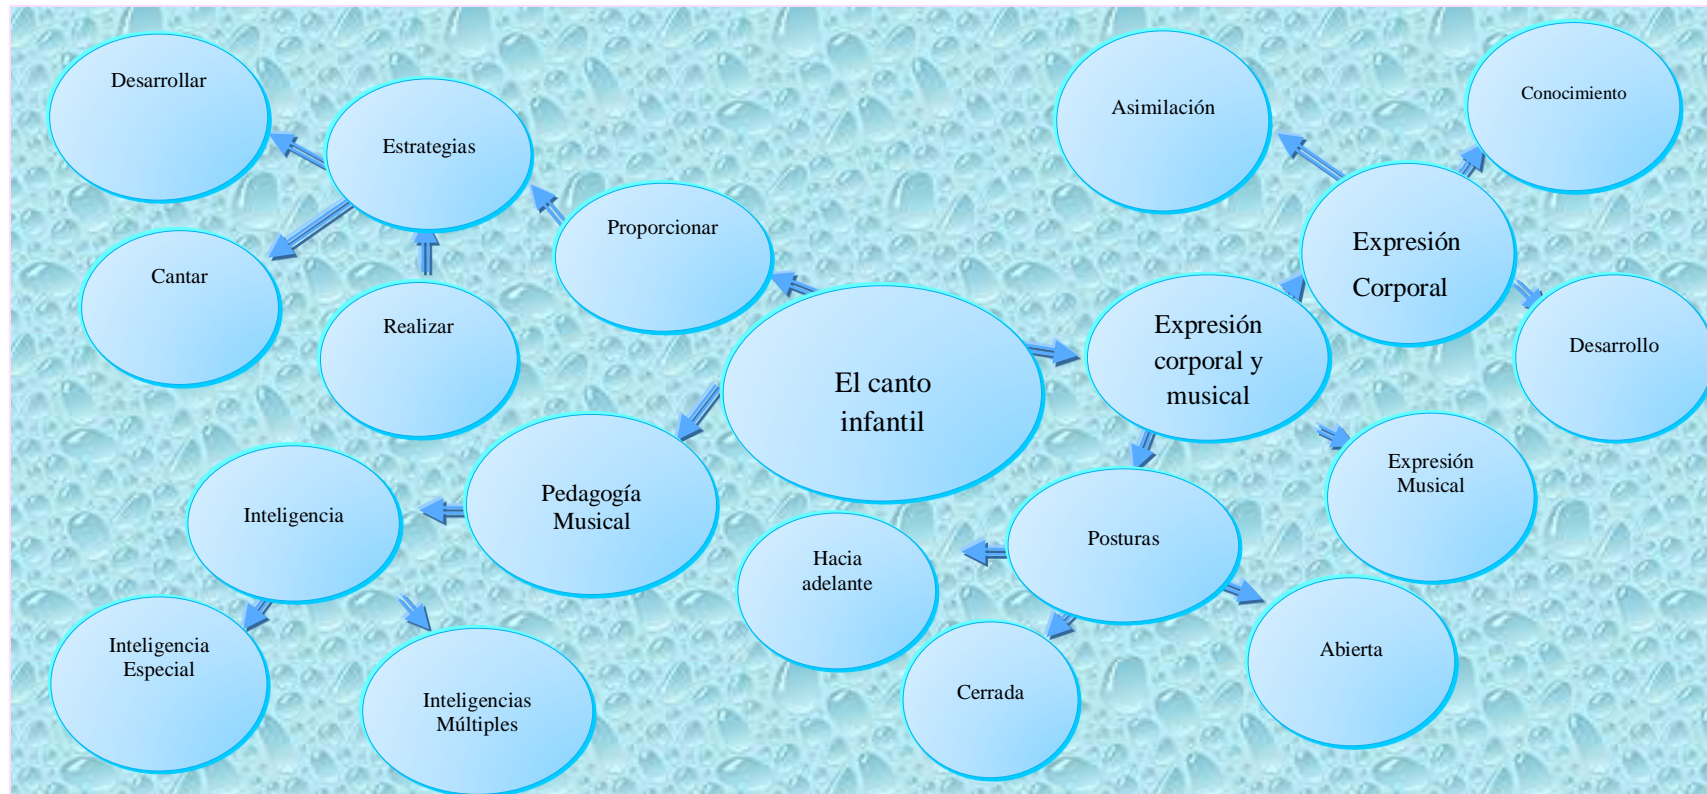 Desarrollar
Estrategias
Asimilación
Conocimiento
Proporcionar
Expresión
Corporal
Cantar
Realizar
Expresión
corporal y
musical
Desarrollo
El canto
infantil
Expresión
Musical
Inteligencia
Pedagogía
Musical
Posturas
Hacia
adelante
Inteligencia
Especial
Inteligencias
Múltiples
Cerrada
Abierta